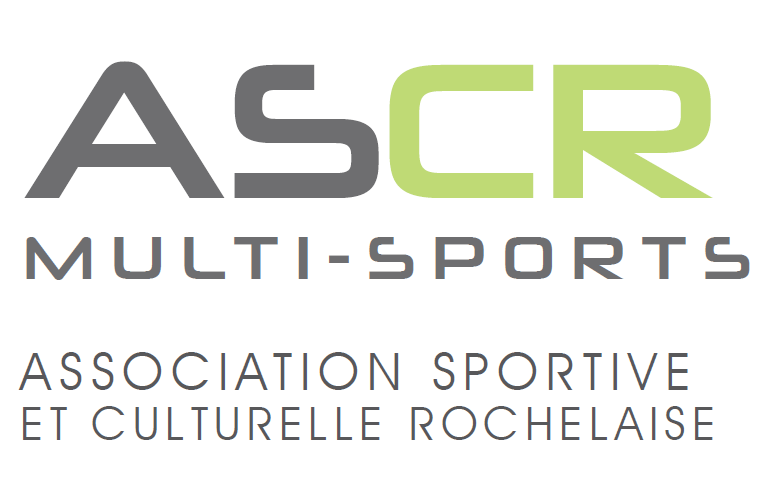 ASCR
MULTI-SPORTS
ASSOCIATION SPORTIVE
ET CULTURELLE ROCHELAISE